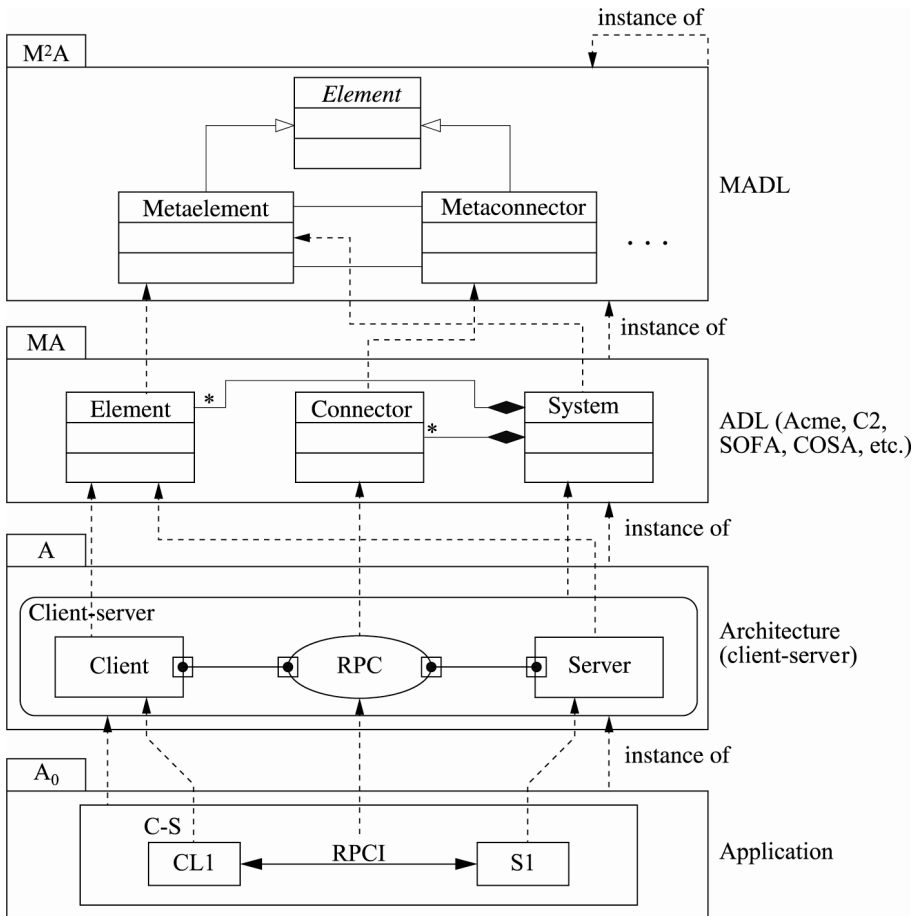 instance of
M²A
Element
Metaelement
Metaconnector
MADL
. . .
instance of
MA
Element
*
Connector
*
System
ADL (Acme, C2,
SOFA, COSA, etc.)
instance of
A
Client-server
Client
RPC
Server
Architecture
(client-server)
instance of
A₀
C-S
CL1
RPCI
S1
Application